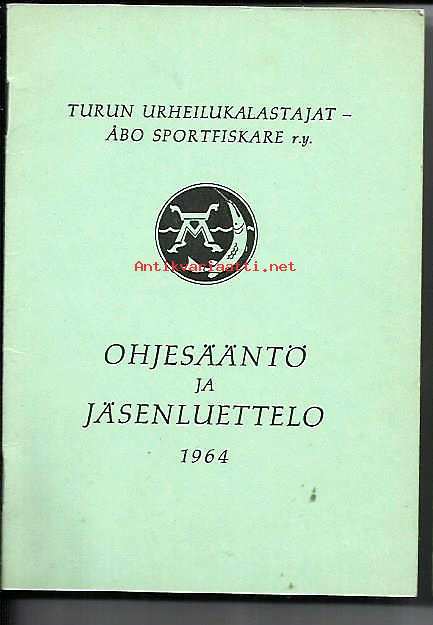 TURUN URHEILUKALASTAJAT –
ÅBO SPORTFISKARE r.y.
Antikvariaatti.net
OHJESÄÄNTÖ
JA
JÄSENLUETTELO
1964